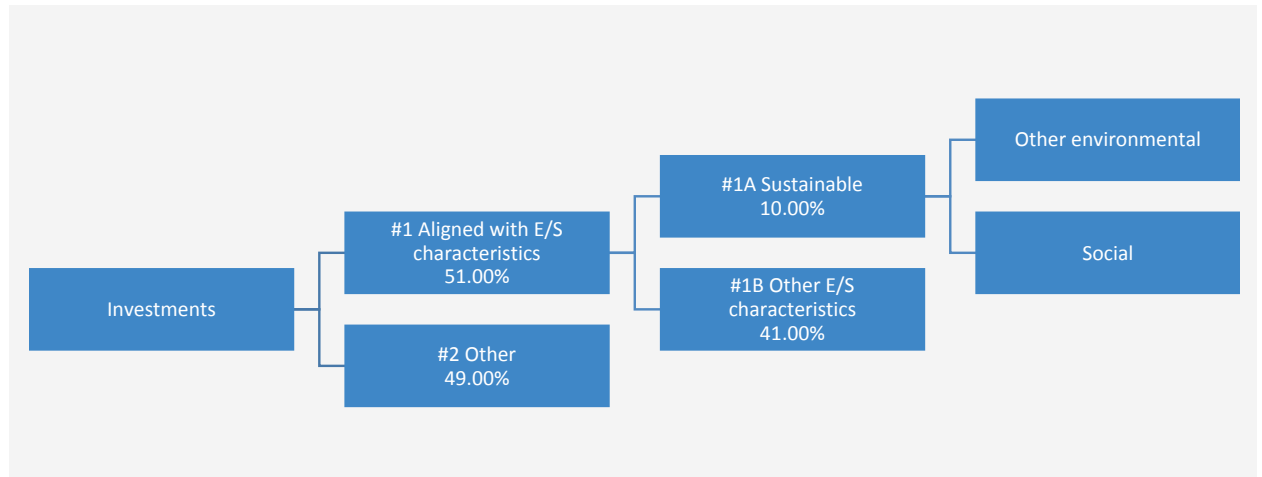 Investments
#1 Aligned with E/S
characteristics
51.00%
#2 Other
49.00%
#1A Sustainable
10.00%
#1B Other E/S
characteristics
41.00%
Other environmental
Social